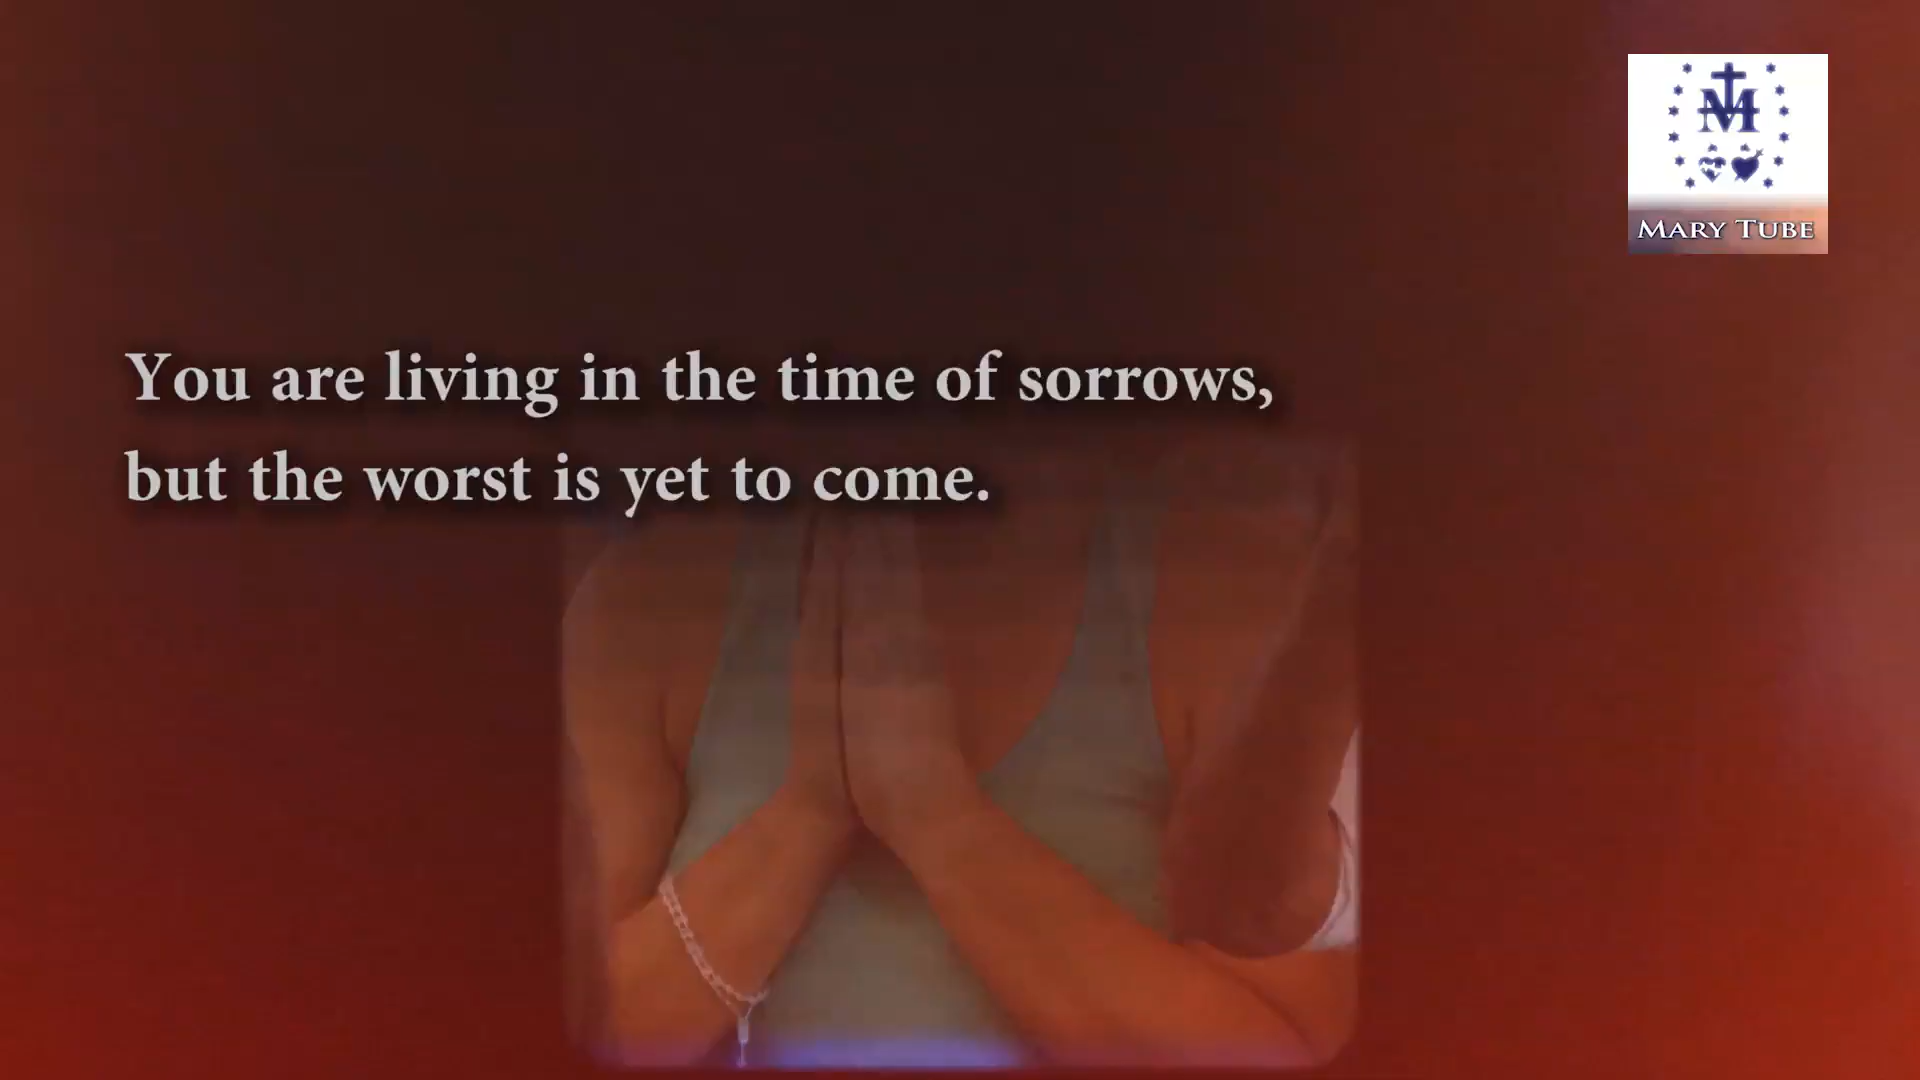 MARY TUBE
You are living in the time of sorrows,
but the worst is yet to come.